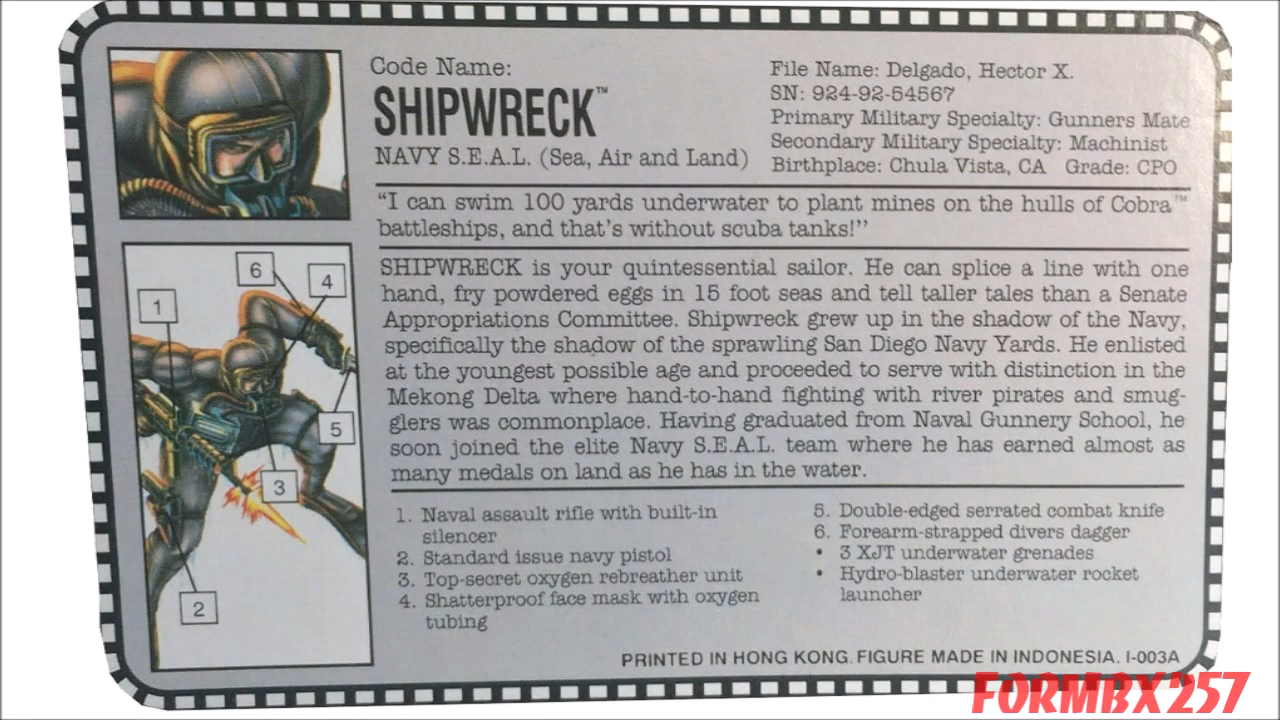 Code Name:
SHIPWRECK™
NAVY S.E.A.L. (Sea, Air and Land)
File Name: Delgado, Hector X.
SN: 924-92-54567
Primary Military Specialty: Gunners Mate
Secondary Military Specialty: Machinist
Birthplace: Chula Vista, CA Grade: CPO
"I can swim 100 yards underwater to plant mines on the hulls of Cobra™
battleships, and that's without scuba tanks!"
SHIPWRECK is your quintessential sailor. He can splice a line with one
hand, fry powdered eggs in 15 foot seas and tell taller tales than a Senate
Appropriations Committee. Shipwreck grew up in the shadow of the Navy,
specifically the shadow of the sprawling San Diego Navy Yards. He enlisted
at the youngest possible age and proceeded to serve with distinction in the
Mekong Delta where hand-to-hand fighting with river pirates and smug-
glers was commonplace. Having graduated from Naval Gunnery School, he
soon joined the elite Navy S.E.A.L. team where he has earned almost as
many medals on land as he has in the water.
6
4
1
5
3
2
1. Naval assault rifle with built-in
silencer
2. Standard issue navy pistol
3. Top-secret oxygen rebreather unit
4. Shatterproof face mask with oxygen
tubing
5. Double-edged serrated combat knife
6. Forearm-strapped divers dagger
• 3 XJT underwater grenades
• Hydro-blaster underwater rocket
launcher
PRINTED IN HONG KONG. FIGURE MADE IN INDONESIA. I-003A
FORMBX257